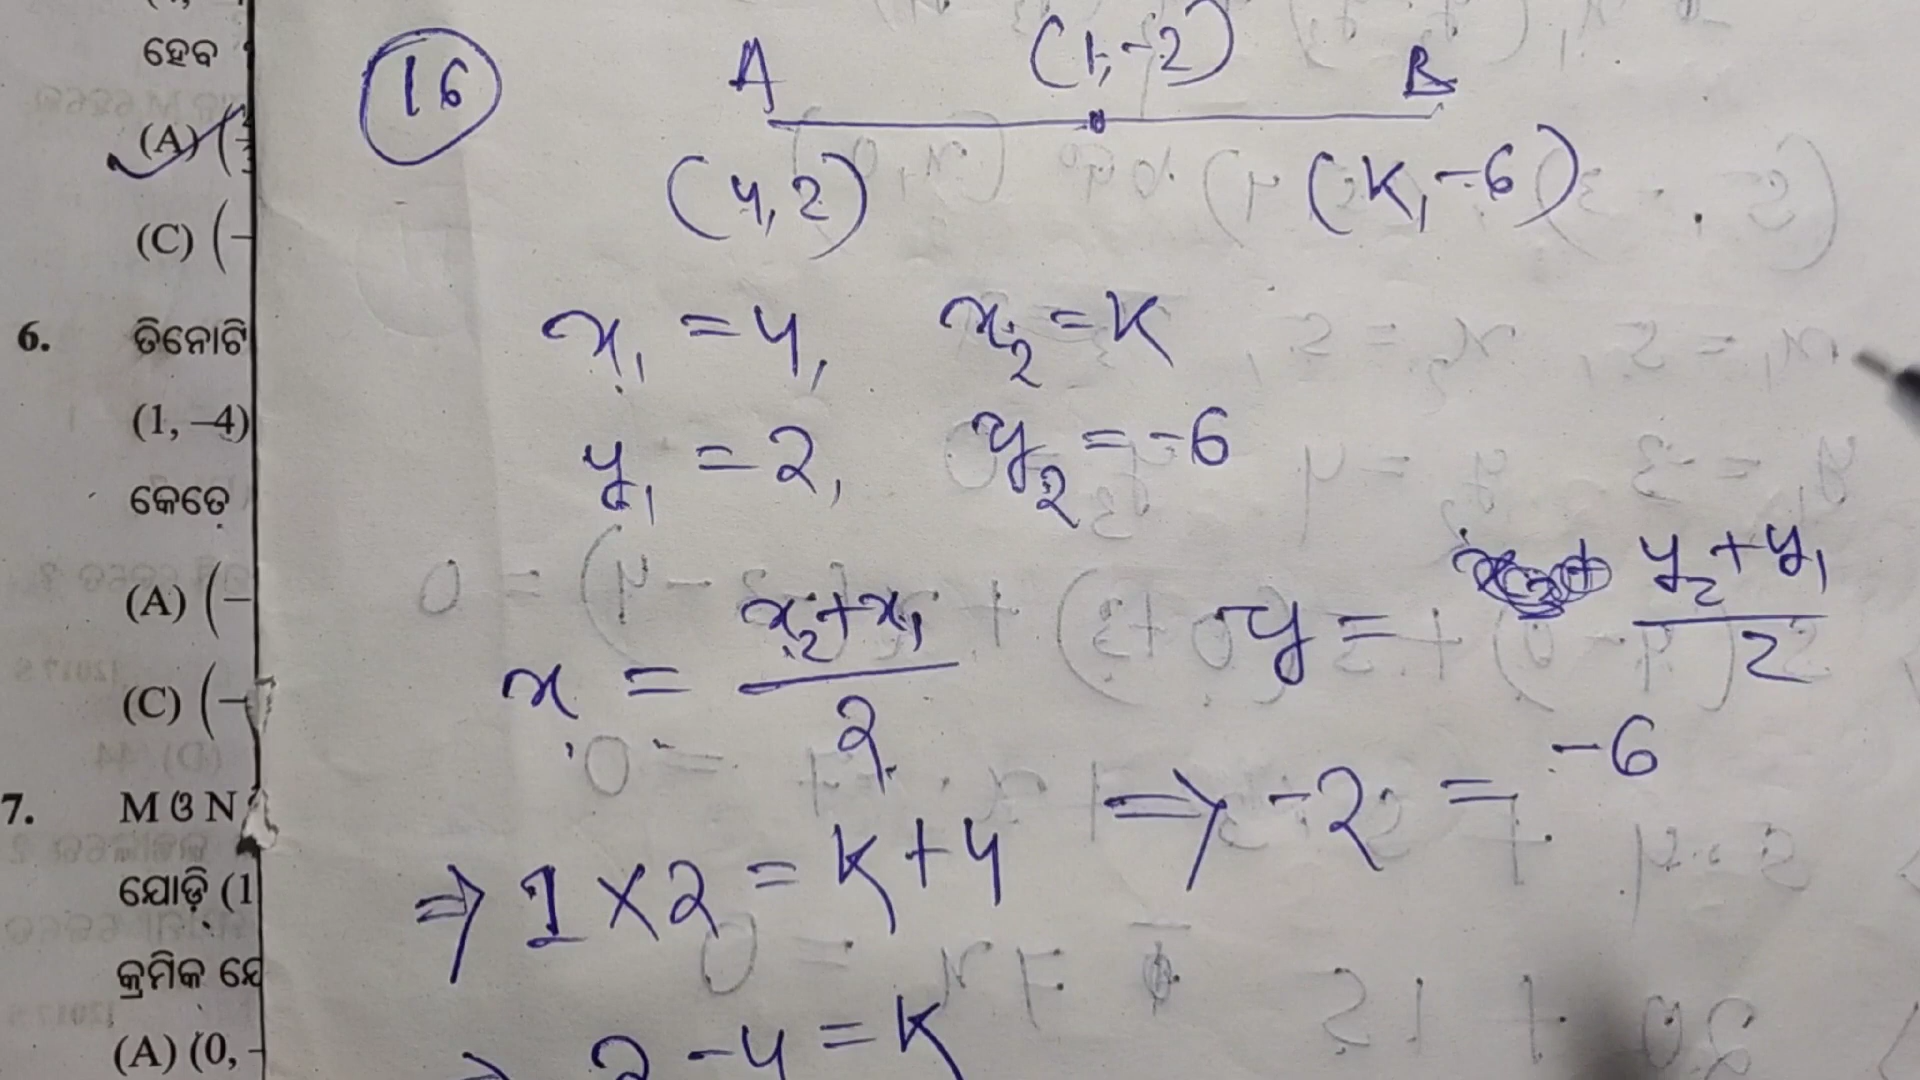 ହେବ
(A) (
(C) (–
6. ତିନୋଟି
(1, –4)
କେତେ
(A) (–
(C) (–
7. M ଓ N
ଯୋଡ଼ି (1
କ୍ରମିକ ଯେ
(A) (0, –
16
A (1, -2) B
(4, 2) (K, -6)
x₁ = 4, x₂ = K
y₁ = 2, y₂ = -6
x = x₂+x₁/2 y = y₂+y₁/2
⇒ 1 × 2 = K+4 ⇒ -2 = -6
2 - 4 = K